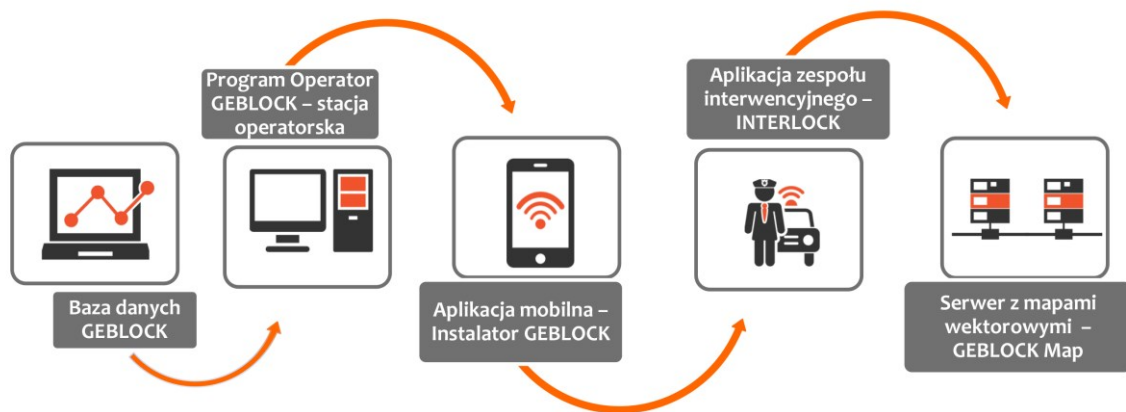 Baza danych
GEBLOCK
Program Operator
GEBLOCK – stacja
operatorska
Aplikacja mobilna –
Instalator GEBLOCK
Aplikacja zespołu
interwencyjnego –
INTERLOCK
Serwer z mapami
wektorowymi –
GEBLOCK Map